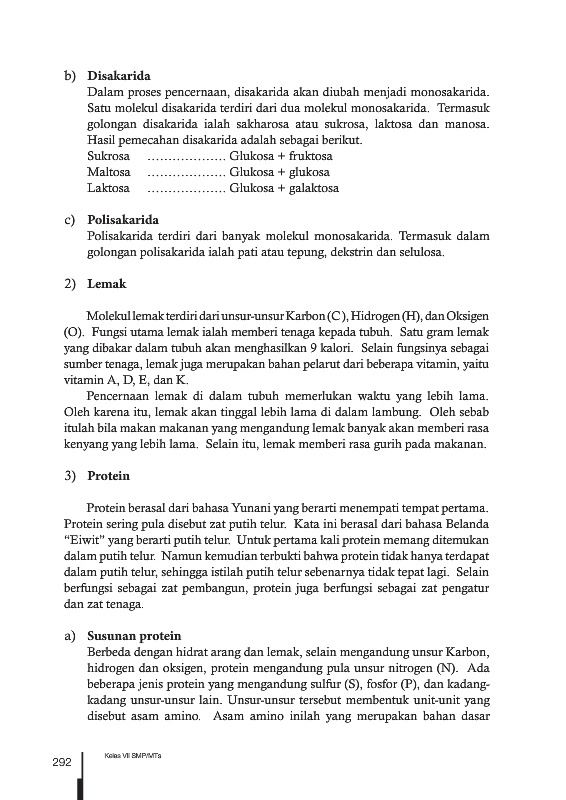 b) Disakarida
Dalam proses pencernaan, disakarida akan diubah menjadi monosakarida.
Satu molekul disakarida terdiri dari dua molekul monosakarida. Termasuk
golongan disakarida ialah sakharosa atau sukrosa, laktosa dan manosa.
Hasil pemecahan disakarida adalah sebagai berikut.
Sukrosa ………………. Glukosa + fruktosa
Maltosa ………………. Glukosa + glukosa
Laktosa ………………. Glukosa + galaktosa
c) Polisakarida
Polisakarida terdiri dari banyak molekul monosakarida. Termasuk dalam
golongan polisakarida ialah pati atau tepung, dekstrin dan selulosa.
2) Lemak
Molekul lemak terdiri dari unsur-unsur Karbon (C ), Hidrogen (H), dan Oksigen
(O). Fungsi utama lemak ialah memberi tenaga kepada tubuh. Satu gram lemak
yang dibakar dalam tubuh akan menghasilkan 9 kalori. Selain fungsinya sebagai
sumber tenaga, lemak juga merupakan bahan pelarut dari beberapa vitamin, yaitu
vitamin A, D, E, dan K.
Pencernaan lemak di dalam tubuh memerlukan waktu yang lebih lama.
Oleh karena itu, lemak akan tinggal lebih lama di dalam lambung. Oleh sebab
itulah bila makan makanan yang mengandung lemak banyak akan memberi rasa
kenyang yang lebih lama. Selain itu, lemak memberi rasa gurih pada makanan.
3) Protein
Protein berasal dari bahasa Yunani yang berarti menempati tempat pertama.
Protein sering pula disebut zat putih telur. Kata ini berasal dari bahasa Belanda
“Eiwit” yang berarti putih telur. Untuk pertama kali protein memang ditemukan
dalam putih telur. Namun kemudian terbukti bahwa protein tidak hanya terdapat
dalam putih telur, sehingga istilah putih telur sebenarnya tidak tepat lagi. Selain
berfungsi sebagai zat pembangun, protein juga berfungsi sebagai zat pengatur
dan zat tenaga.
a) Susunan protein
Berbeda dengan hidrat arang dan lemak, selain mengandung unsur Karbon,
hidrogen dan oksigen, protein mengandung pula unsur nitrogen (N). Ada
beberapa jenis protein yang mengandung sulfur (S), fosfor (P), dan kadang-
kadang unsur-unsur lain. Unsur-unsur tersebut membentuk unit-unit yang
disebut asam amino. Asam amino inilah yang merupakan bahan dasar
292
Kelas VII SMP/MTs